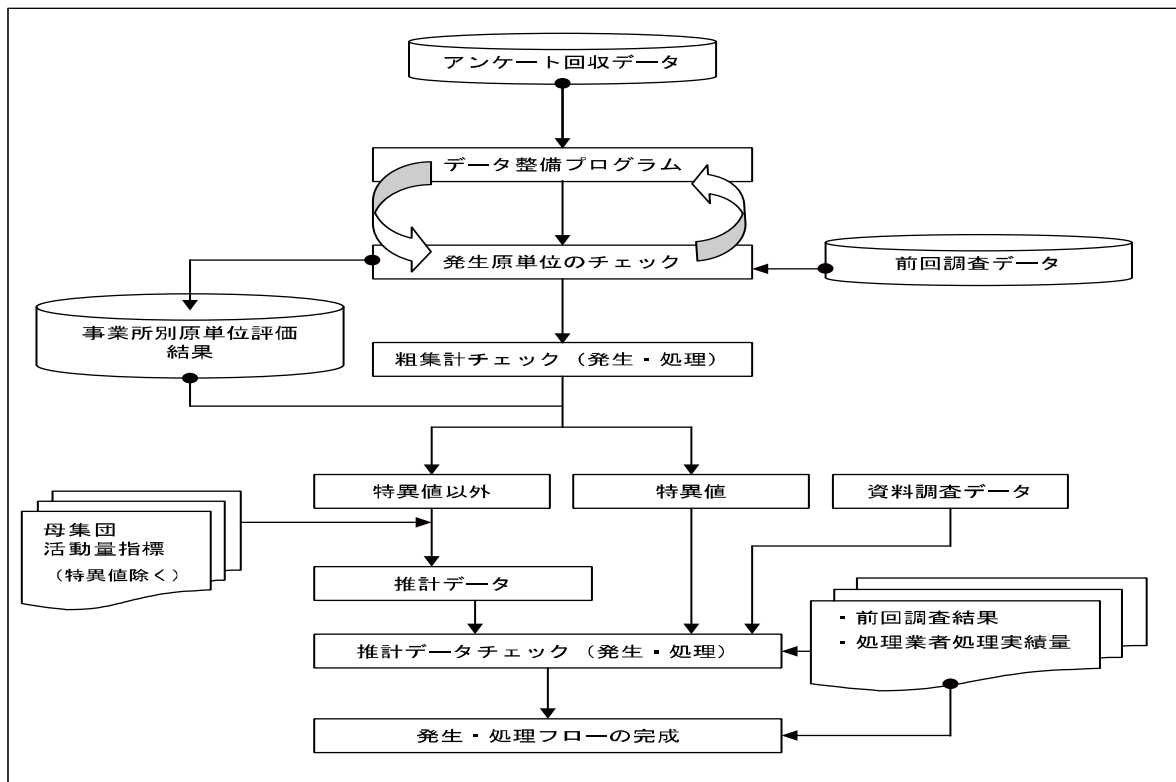 アンケート回収データ
データ整備プログラム
発生原単位のチェック
前回調査データ
事業所別原単位評価
結果
粗集計チェック（発生・処理）
特異値以外
特異値
資料調査データ
母集団
活動量指標
（特異値除く）
推計データ
・前回調査結果
・処理業者処理実績量
推計データチェック（発生・処理）
発生・処理フローの完成